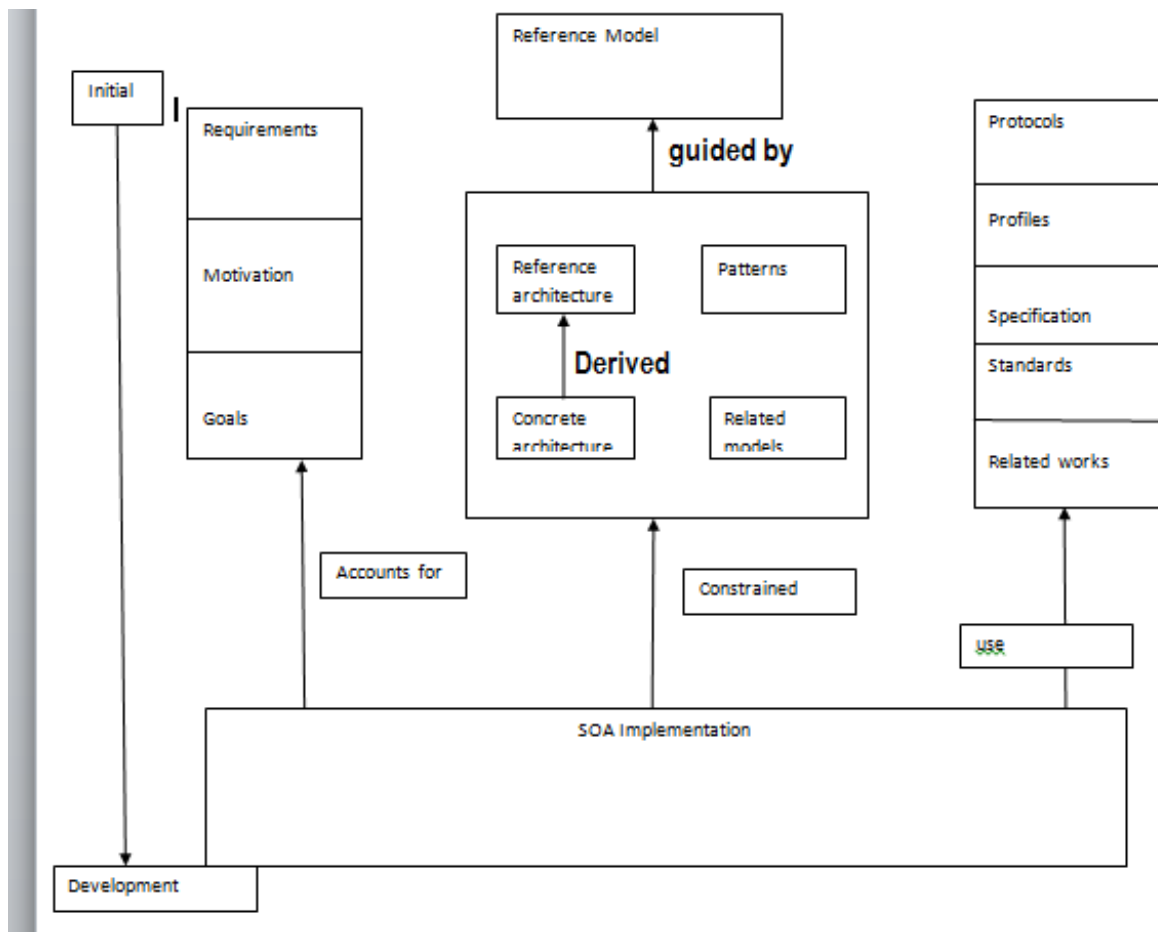 Reference Model
Initial
Requirements
Protocols
guided by
Profiles
Motivation
Reference
architecture
Patterns
Specification
Derived
Standards
Goals
Concrete
architecture
Related
models
Related works
Accounts for
Constrained
use
SOA Implementation
Development